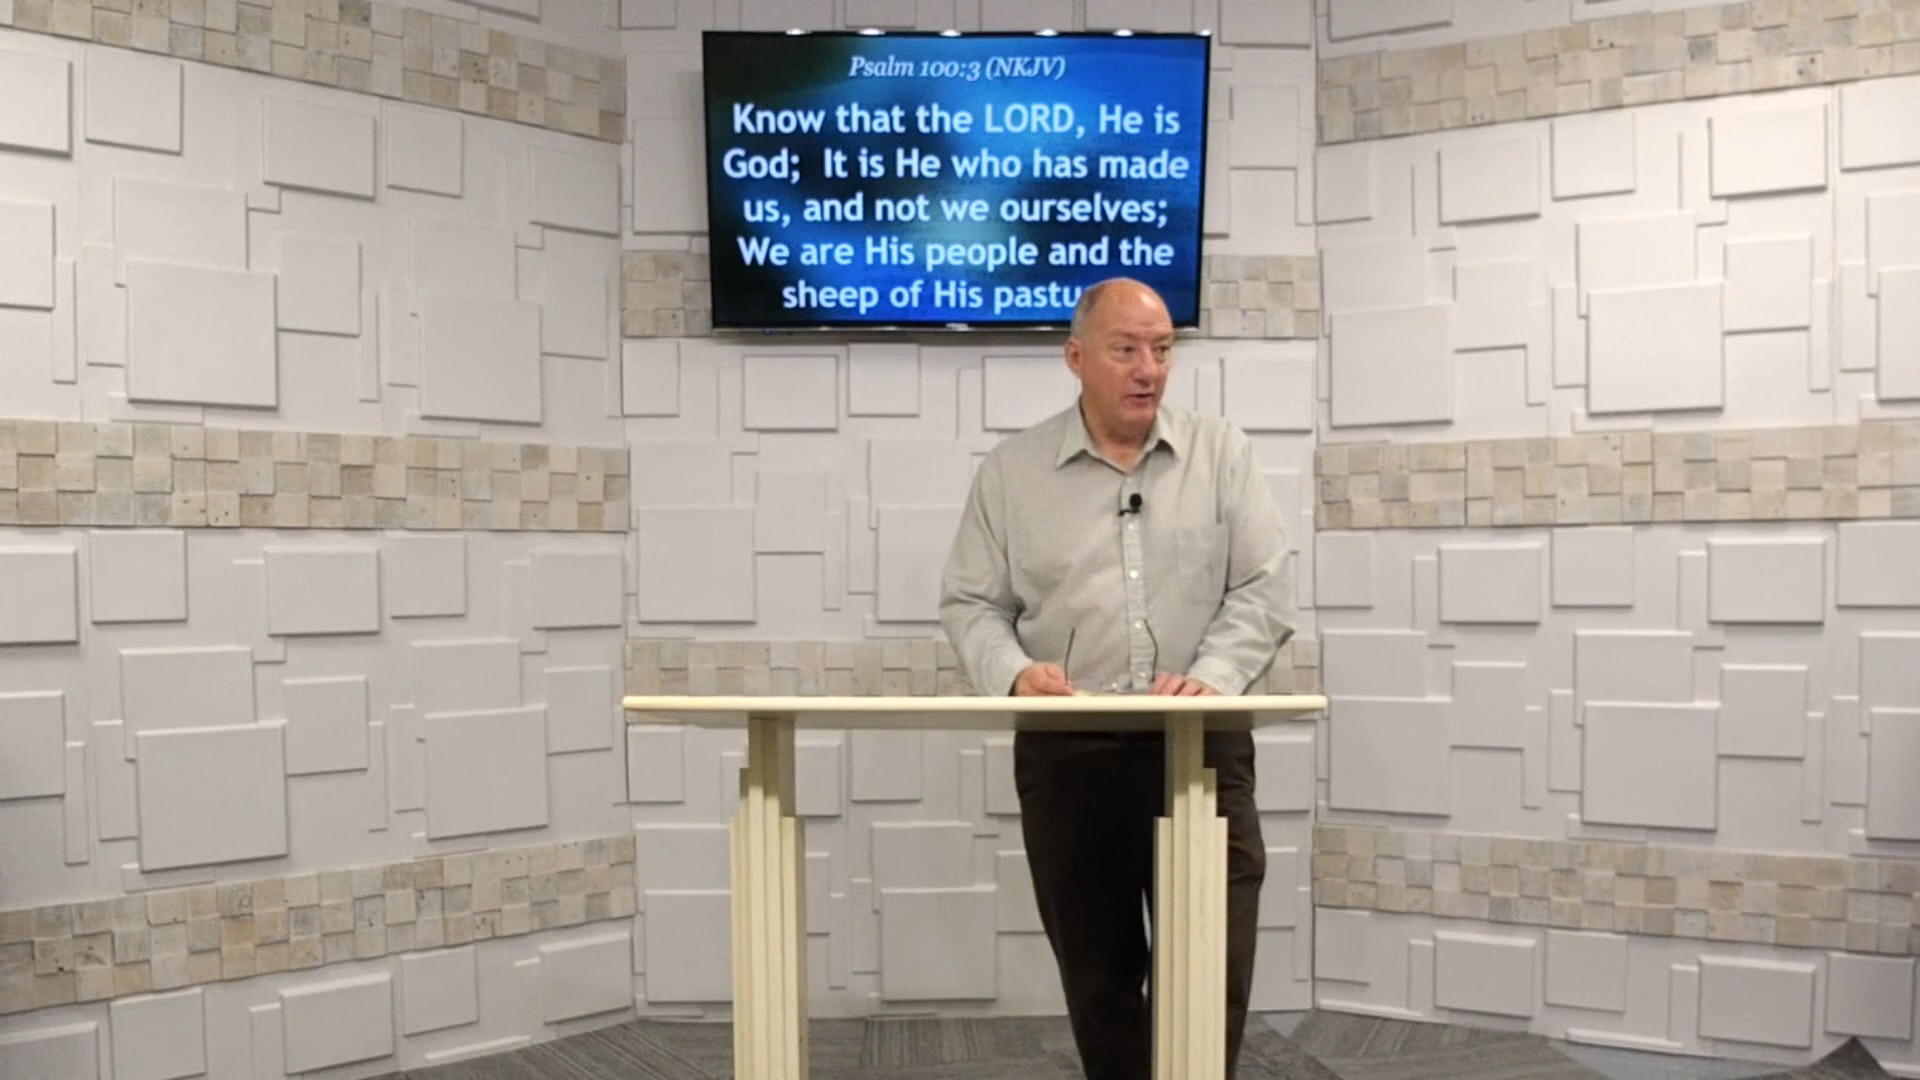 Psalm 100:3 (NKJV)
Know that the LORD, He is
God; It is He who has made
us, and not we ourselves;
We are His people and the
sheep of His